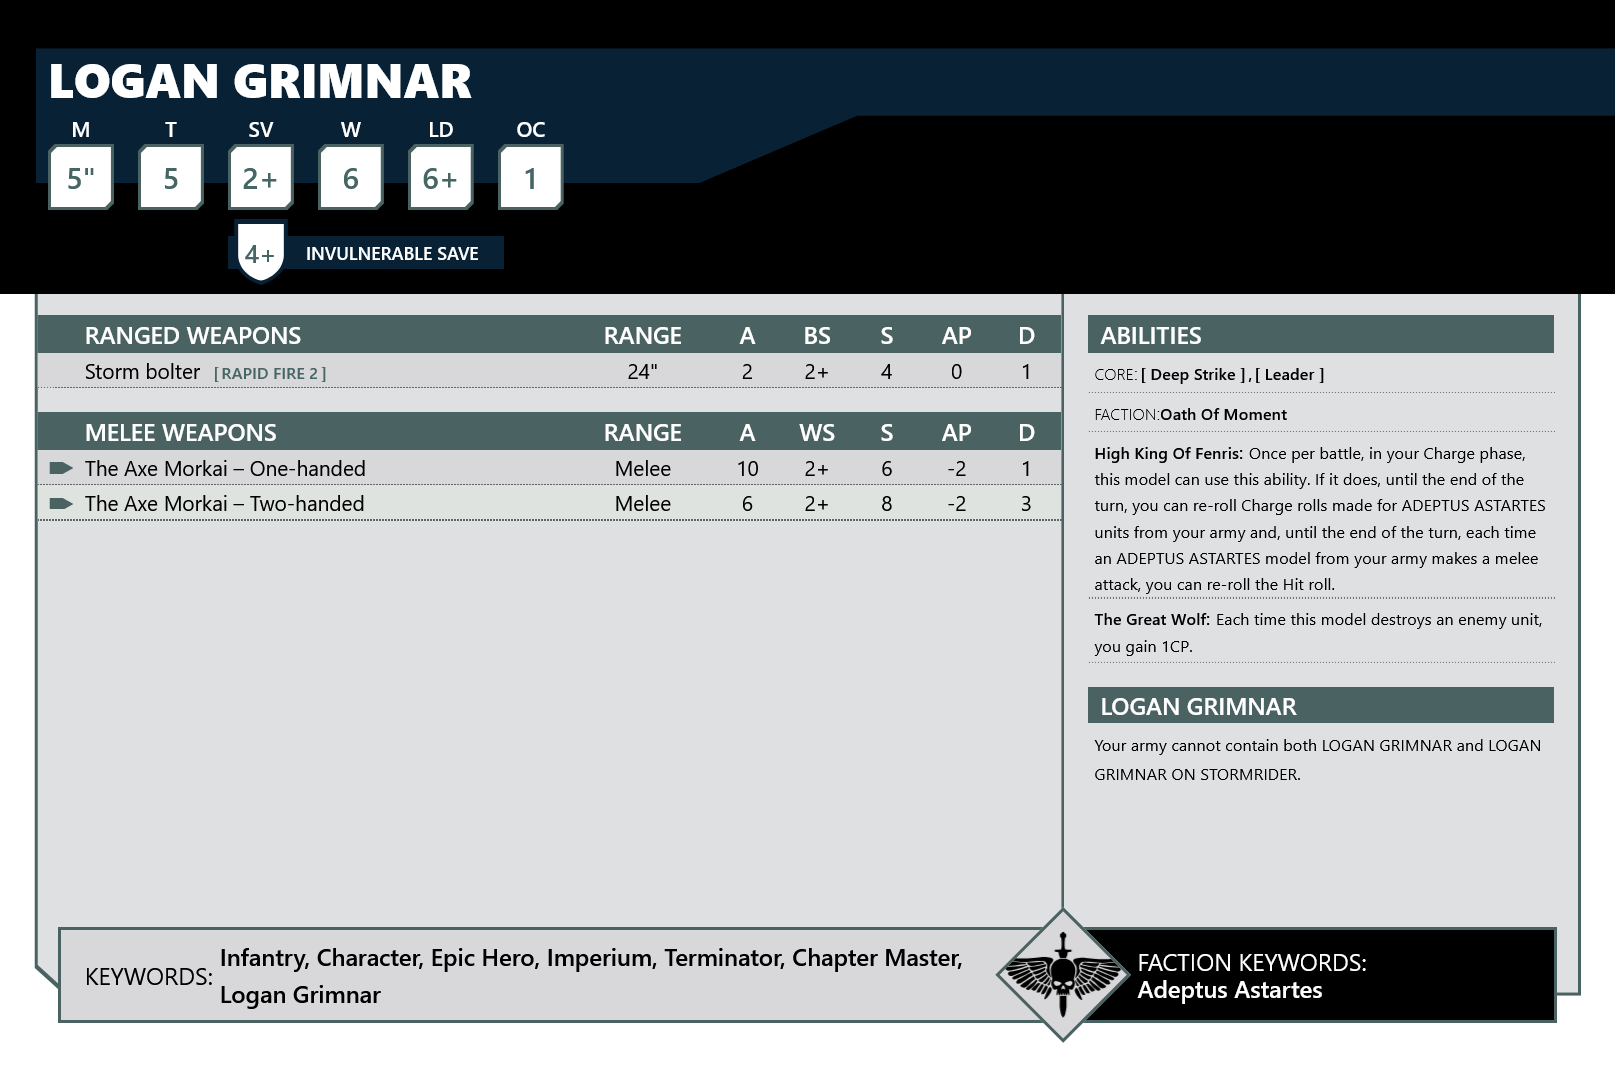 LOGAN GRIMNAR
M T SV W LD OC
5" 5 2+ 6 6+ 1
4+ INVULNERABLE SAVE
RANGED WEAPONS RANGE A BS S AP D
Storm bolter [ RAPID FIRE 2 ] 24" 2 2+ 4 0 1
MELEE WEAPONS RANGE A WS S AP D
The Axe Morkai – One-handed Melee 10 2+ 6 -2 1
The Axe Morkai – Two-handed Melee 6 2+ 8 -2 3
ABILITIES
CORE: [ Deep Strike ] , [ Leader ]
FACTION:Oath Of Moment
High King Of Fenris: Once per battle, in your Charge phase,
this model can use this ability. If it does, until the end of the
turn, you can re-roll Charge rolls made for ADEPTUS ASTARTES
units from your army and, until the end of the turn, each time
an ADEPTUS ASTARTES model from your army makes a melee
attack, you can re-roll the Hit roll.
The Great Wolf: Each time this model destroys an enemy unit,
you gain 1CP.
LOGAN GRIMNAR
Your army cannot contain both LOGAN GRIMNAR and LOGAN
GRIMNAR ON STORMRIDER.
KEYWORDS: Infantry, Character, Epic Hero, Imperium, Terminator, Chapter Master,
Logan Grimnar
FACTION KEYWORDS:
Adeptus Astartes